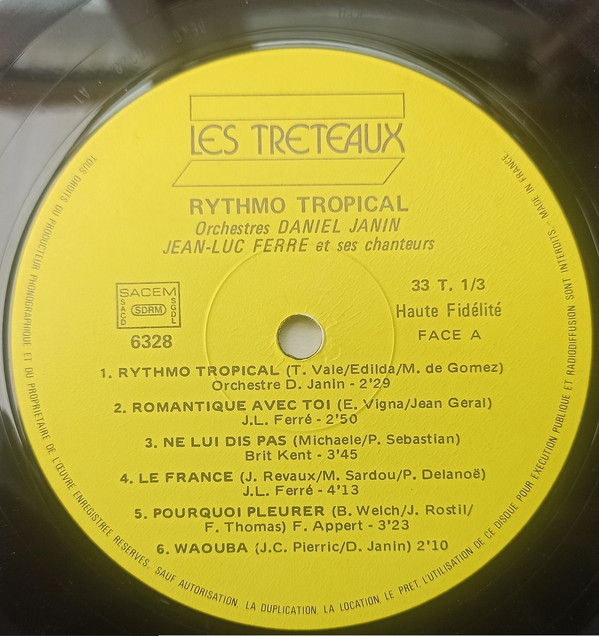 LES TRETEAUX
RYTHMO TROPICAL
Orchestres DANIEL JANIN
JEAN-LUC FERRE et ses chanteurs
SACEM
SACD
SDRM
SGDL
6328
33 T. 1/3
Haute Fidélité
FACE A
1. RYTHMO TROPICAL (T. Vale/Edilda/M. de Gomez)
Orchestre D. Janin - 2'29
2. ROMANTIQUE AVEC TOI (E. Vigna/Jean Geral)
J.L. Ferré - 2'50
3. NE LUI DIS PAS (Michaele/P. Sebastian)
Brit Kent - 3'45
4. LE FRANCE (J. Revaux/M. Sardou/P. Delanoë)
J.L. Ferré - 4'13
5. POURQUOI PLEURER (B. Welch/J. Rostil/
F. Thomas) F. Appert - 3'23
6. WAOUBA (J.C. Pierric/D. Janin) 2'10
TOUS DROITS DU PRODUCTEUR PHONOGRAPHIQUE ET DU PROPRIETAIRE DE L'ŒUVRE ENREGISTREE RESERVES. SAUF AUTORISATION, LA DUPLICATION, LA LOCATION, LE PRET, L'UTILISATION DE CE DISQUE POUR EXECUTION PUBLIQUE ET RADIODIFFUSION SONT INTERDITS - MADE IN FRANCE